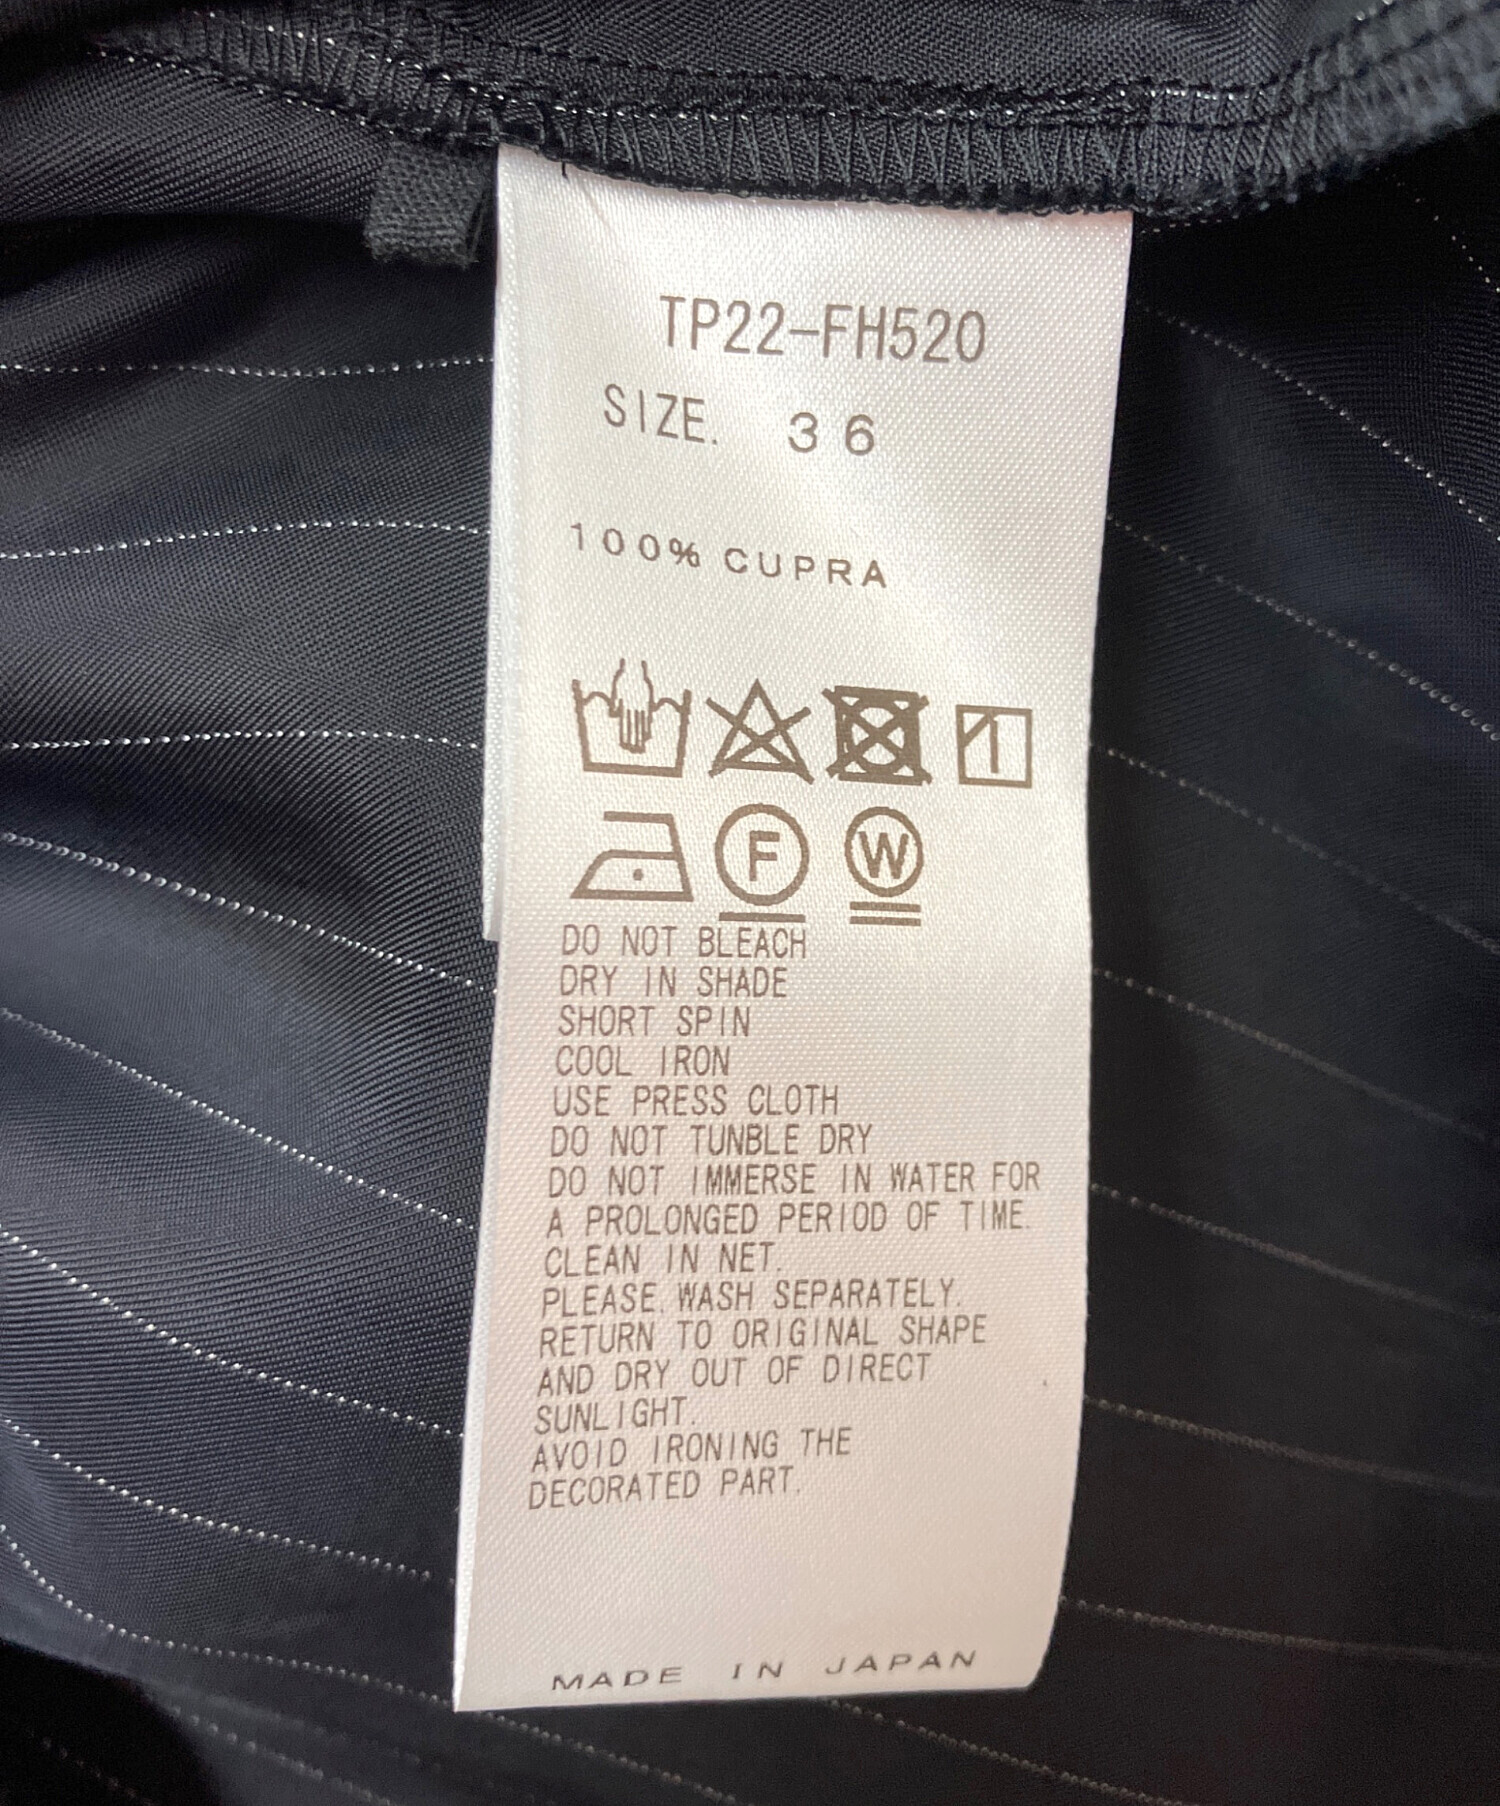 TP22-FH520
SIZE. 36
100% CUPRA
F W
DO NOT BLEACH
DRY IN SHADE
SHORT SPIN
COOL IRON
USE PRESS CLOTH
DO NOT TUNBLE DRY
DO NOT IMMERSE IN WATER FOR
A PROLONGED PERIOD OF TIME.
CLEAN IN NET.
PLEASE. WASH SEPARATELY.
RETURN TO ORIGINAL SHAPE
AND DRY OUT OF DIRECT
SUNLIGHT.
AVOID IRONING THE
DECORATED PART.
MADE IN JAPAN